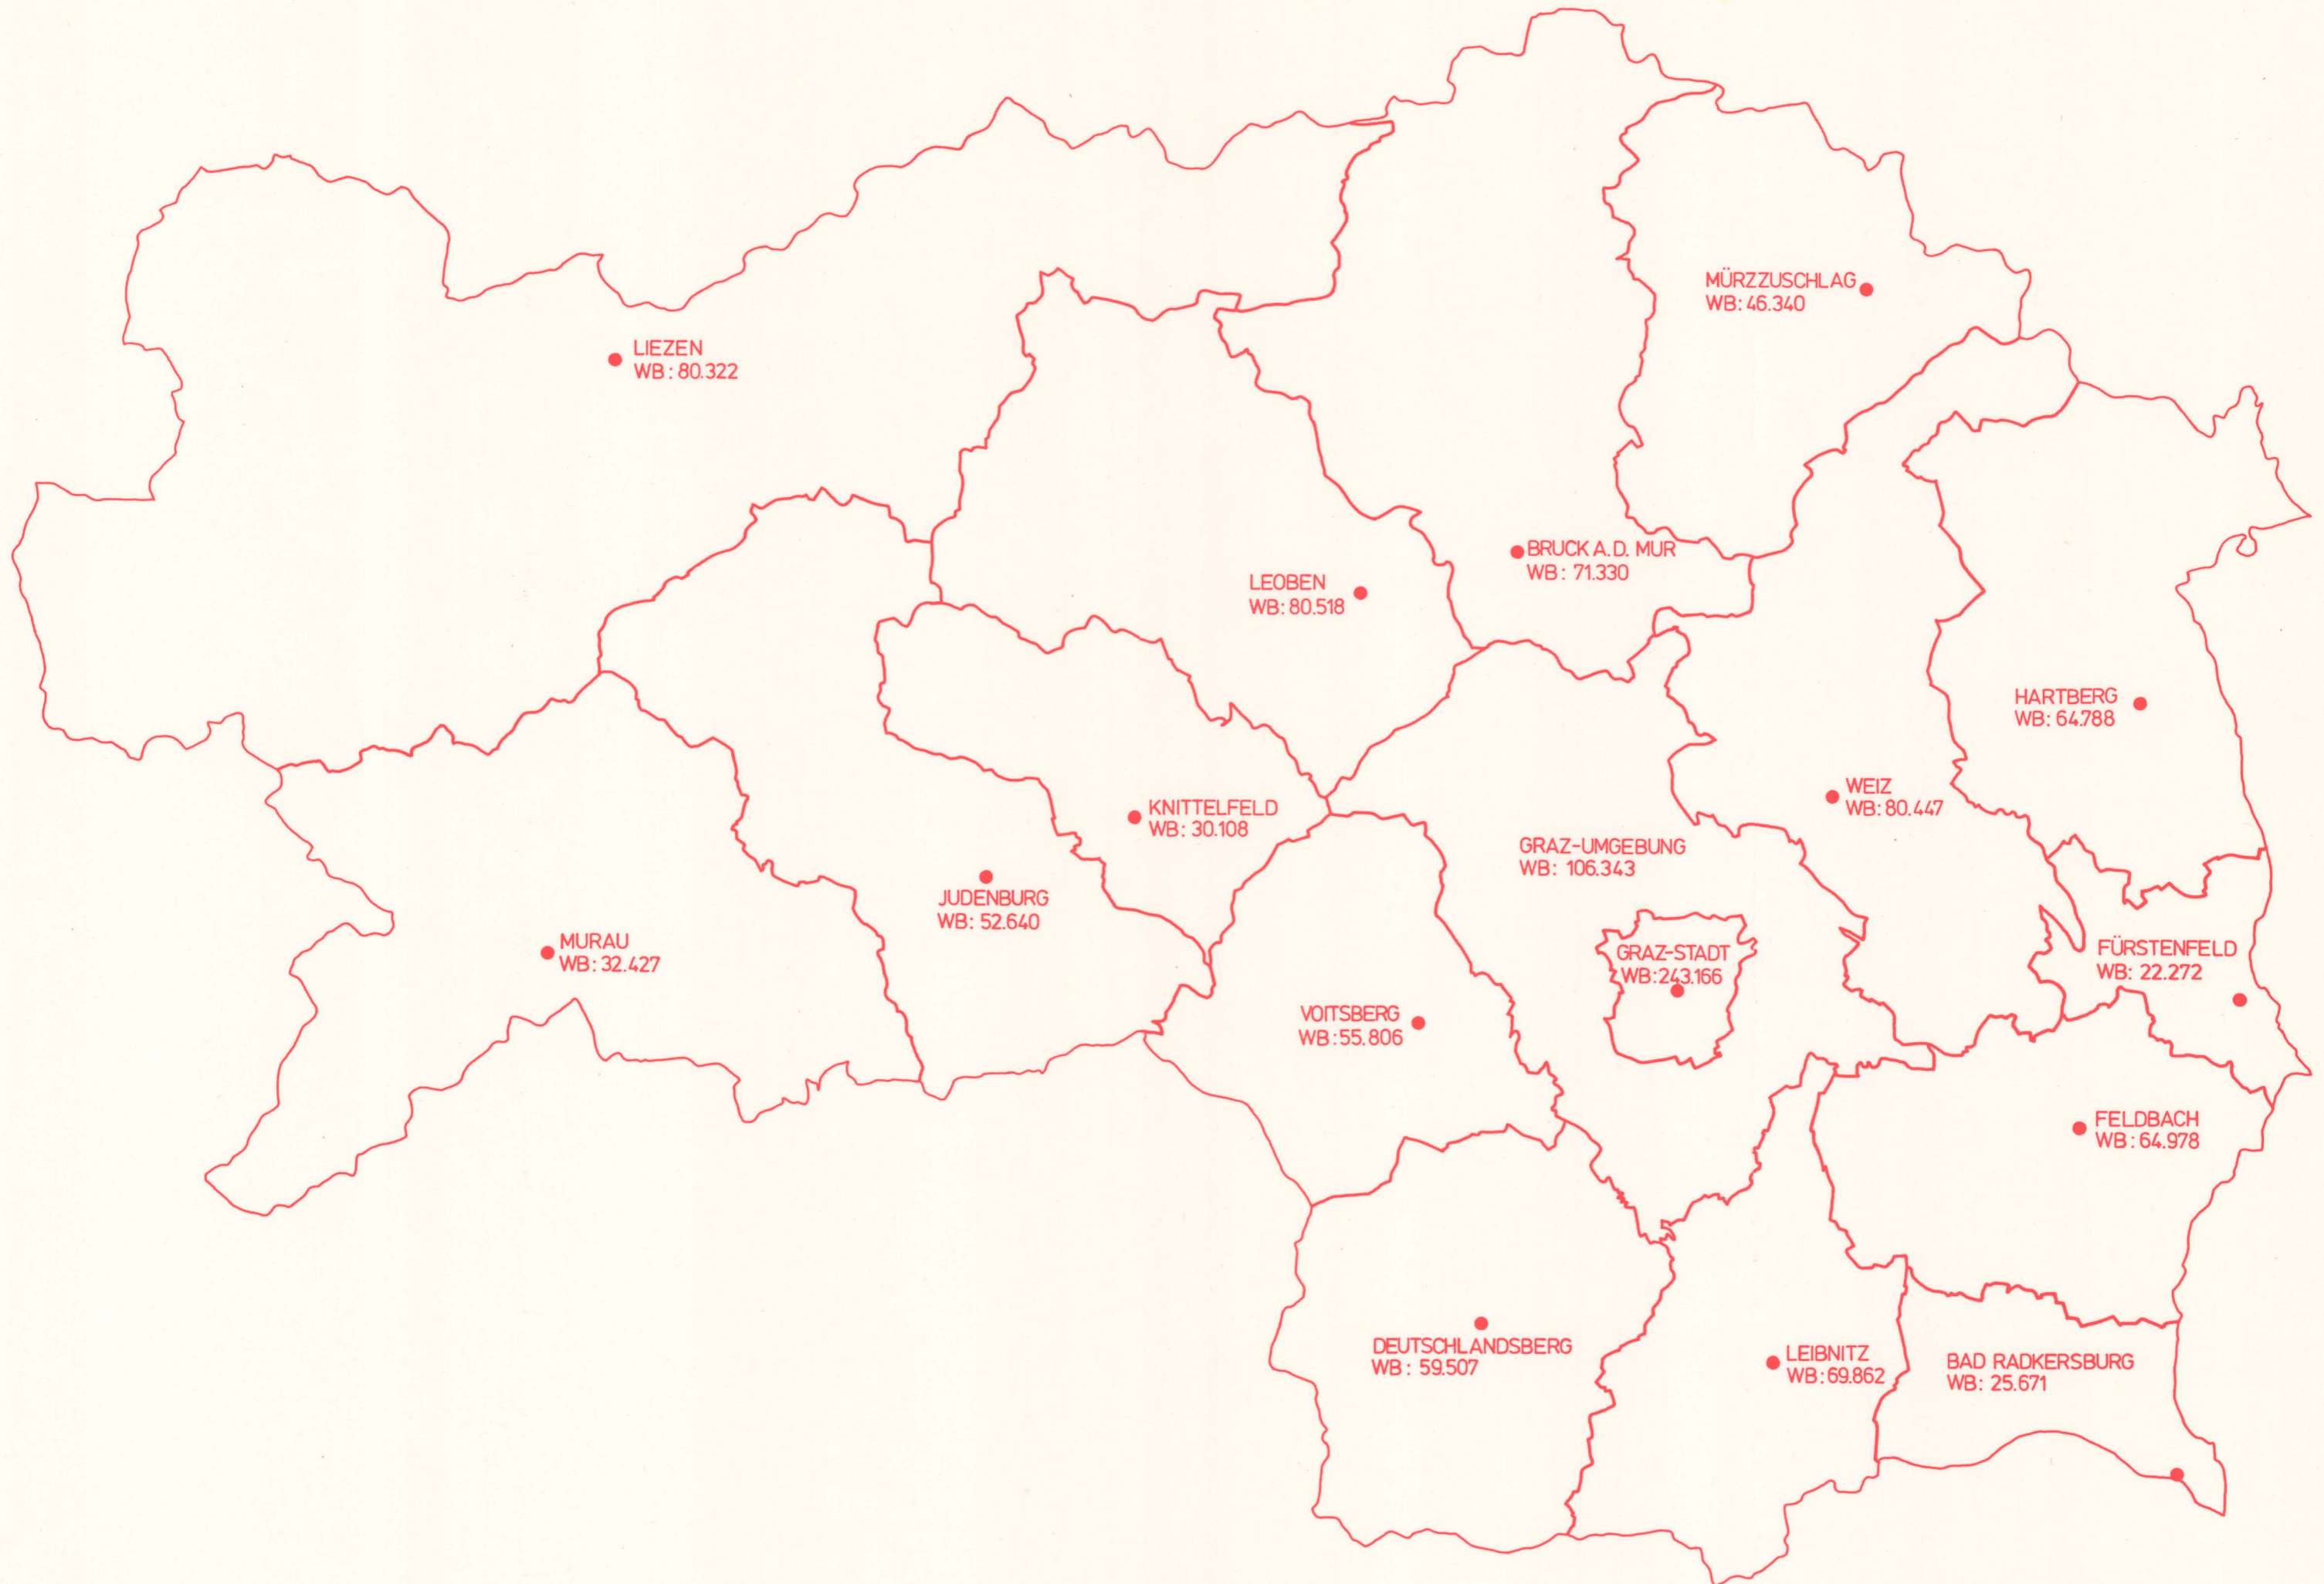 MÜRZZUSCHLAG
WB: 46.340
LIEZEN
WB: 80.322
BRUCK A.D. MUR
WB: 71.330
LEOBEN
WB: 80.518
HARTBERG
WB: 64.788
WEIZ
WB: 80.447
KNITTELFELD
WB: 30.108
GRAZ-UMGEBUNG
WB: 106.343
JUDENBURG
WB: 52.640
MURAU
WB: 32.427
GRAZ-STADT
WB: 243.166
FÜRSTENFELD
WB: 22.272
VOITSBERG
WB: 55.806
FELDBACH
WB: 64.978
DEUTSCHLANDSBERG
WB: 59.507
LEIBNITZ
WB: 69.862
BAD RADKERSBURG
WB: 25.671